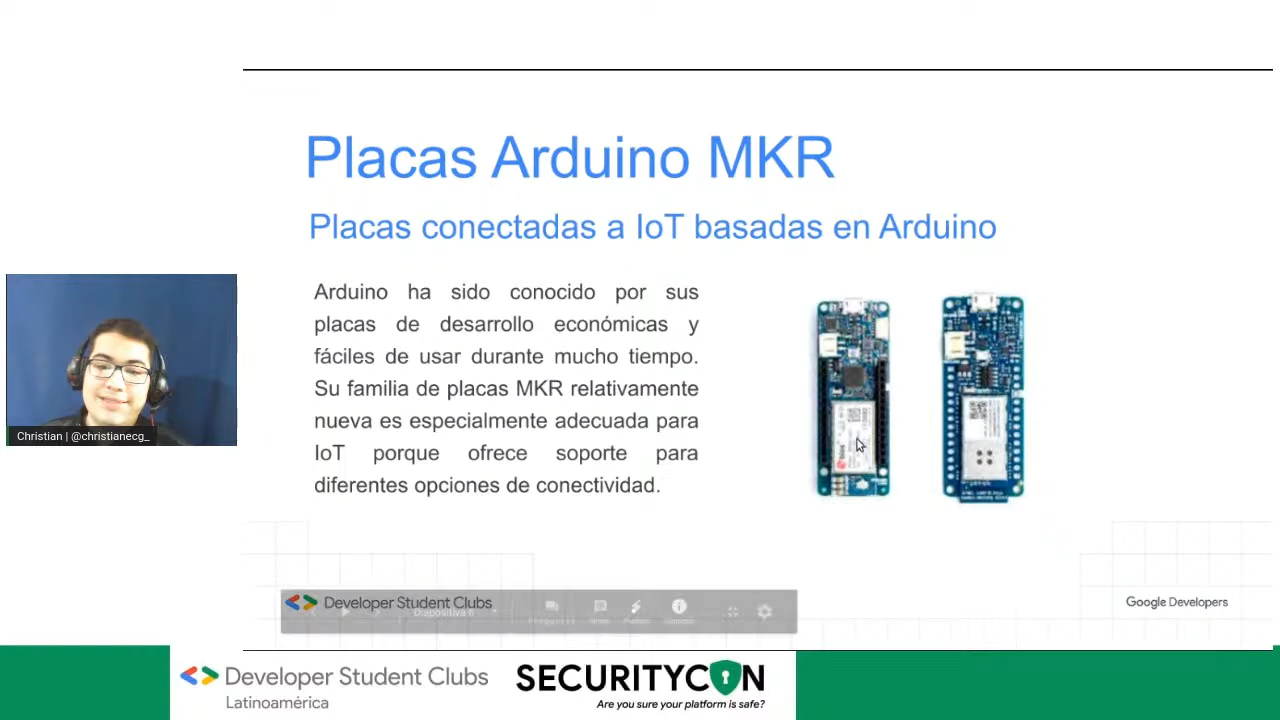 Placas Arduino MKR
Placas conectadas a IoT basadas en Arduino
Arduino ha sido conocido por sus
placas de desarrollo económicas y
fáciles de usar durante mucho tiempo.
Su familia de placas MKR relativamente
nueva es especialmente adecuada para
IoT porque ofrece soporte para
diferentes opciones de conectividad.
Christian | @christianecg_
Developer Student Clubs
Diapositiva 6
Google Developers
Developer Student Clubs
Latinoamérica
SECURITYCON
Are you sure your platform is safe?